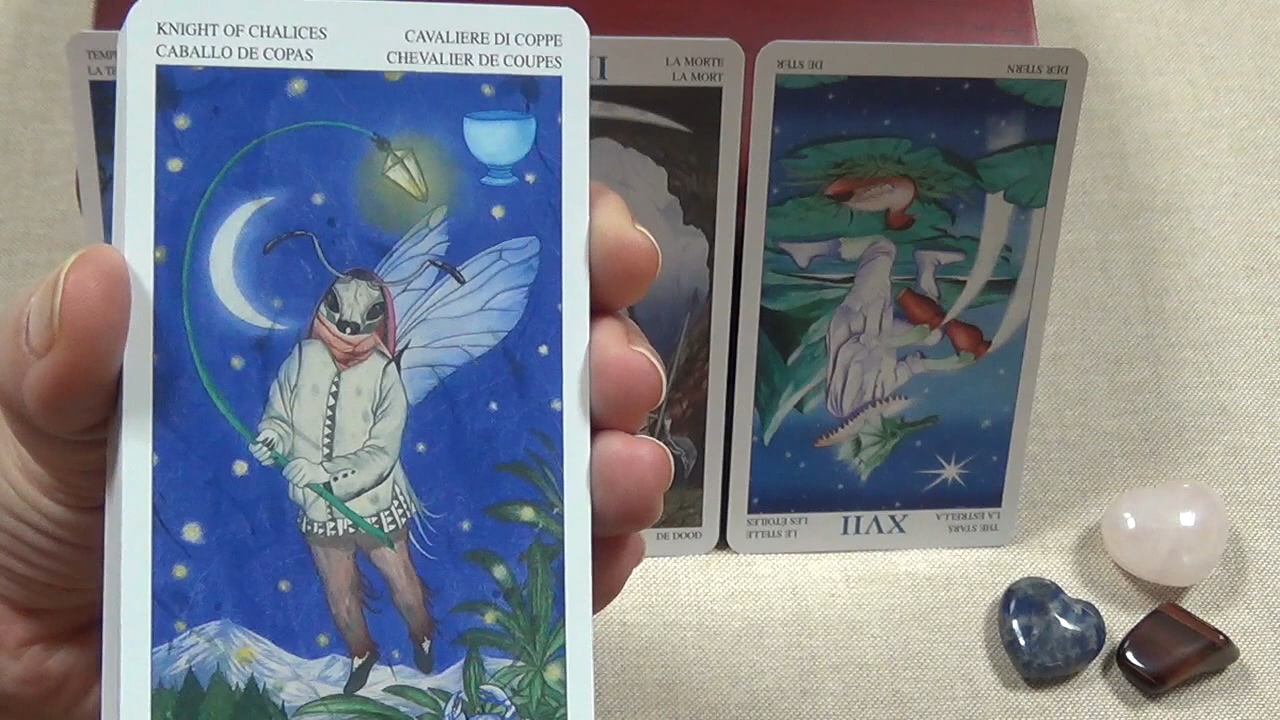 KNIGHT OF CHALICES
CABALLO DE COPAS
CAVALIERE DI COPPE
CHEVALIER DE COUPES
LA MORTE
LA MORT
DE DOOD
DE STER
DER STERN
THE STARS
LA ESTRELLA
XVII
LE STELLE
LES ÉTOILES